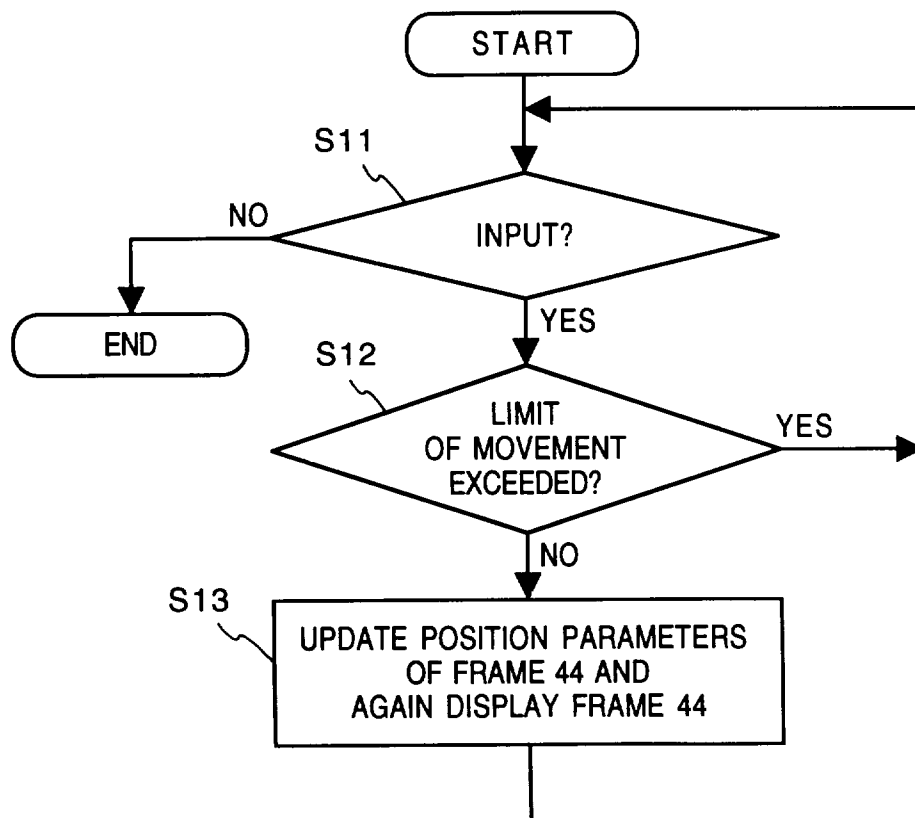 START
S11
NO
INPUT?
YES
END
S12
LIMIT
OF MOVEMENT
EXCEEDED?
YES
NO
S13
UPDATE POSITION PARAMETERS
OF FRAME 44 AND
AGAIN DISPLAY FRAME 44